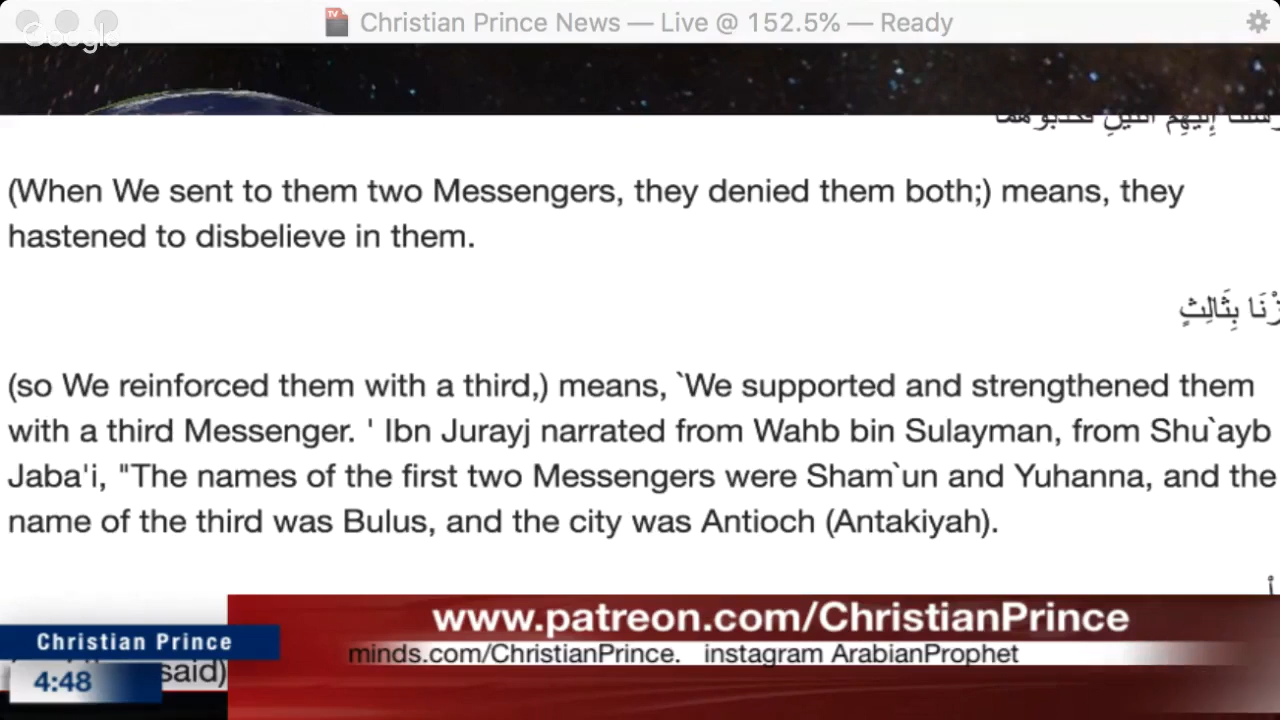 Christian Prince News — Live @ 152.5% — Ready
Google
(When We sent to them two Messengers, they denied them both;) means, they
hastened to disbelieve in them.
بِثَالِثٍ
(so We reinforced them with a third,) means, `We supported and strengthened them
with a third Messenger. ' Ibn Jurayj narrated from Wahb bin Sulayman, from Shu`ayb
Jaba'i, "The names of the first two Messengers were Sham`un and Yuhanna, and the
name of the third was Bulus, and the city was Antioch (Antakiyah).
www.patreon.com/ChristianPrince
Christian Prince
minds.com/ChristianPrince. instagram ArabianProphet
said)
4:48